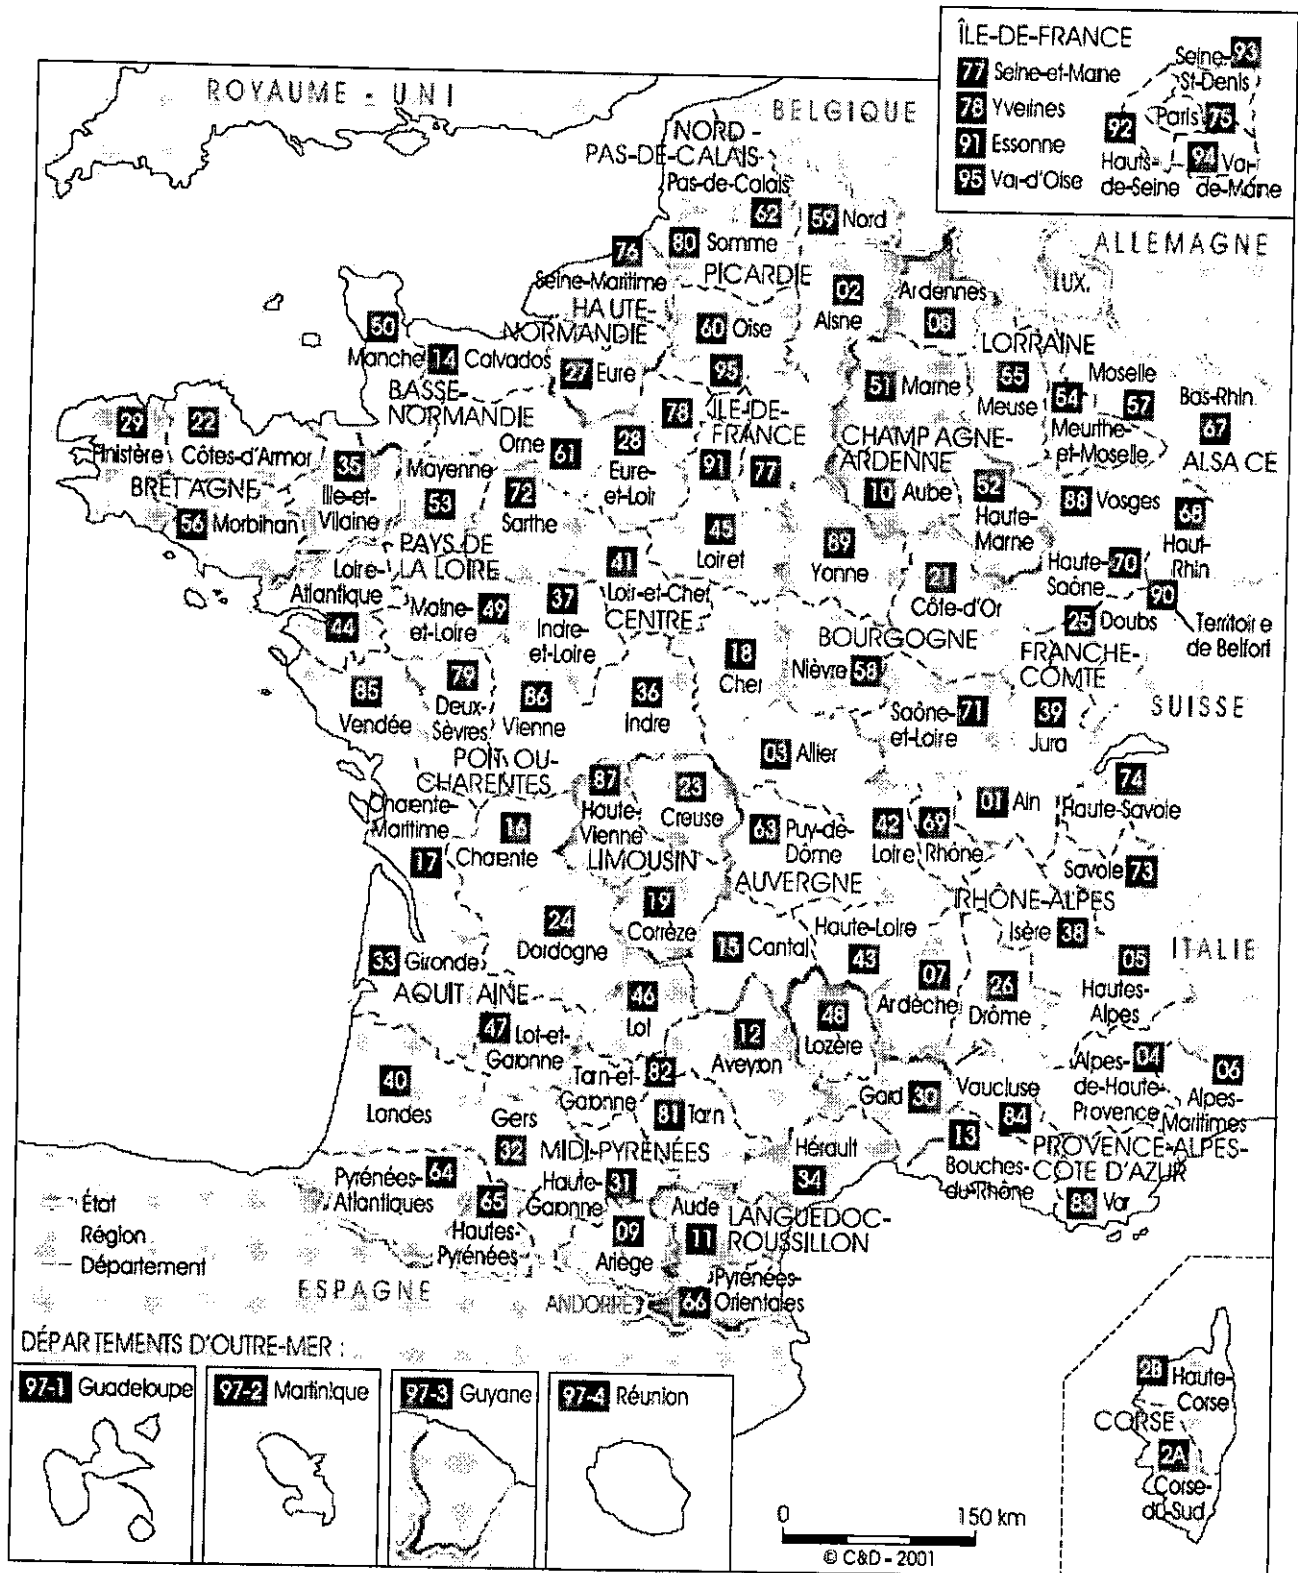 ÎLE-DE-FRANCE
77 Seine-et-Marne
78 Yvelines
91 Essonne
95 Val-d'Oise
Seine- 93
St-Denis
Paris 75
92
Hauts-
de-Seine
94 Val-
de-Marne
ROYAUME - UNI
BELGIQUE
ALLEMAGNE
LUX.
NORD -
PAS-DE-CALAIS
Pas-de-Calais
62
59 Nord
80 Somme
76
Seine-Maritime
PICARDIE
02
Aisne
Ardennes
08
HAUTE-
NORMANDIE
60 Oise
50
Manche
14 Calvados
27 Eure
95
51 Marne
LORRAINE
55
Meuse
54
Meurthe-
et-Moselle
Moselle
57
Bas-Rhin
67
ALSACE
BASSE-
NORMANDIE
78
ÎLE-DE-
FRANCE
29
Finistère
22
Côtes-d'Armor
35
Ille-et-
Vilaine
Mayenne
53
Orne
61
28
Eure-
et-Loir
91
77
CHAMPAGNE-
ARDENNE
10 Aube
52
Haute-
Marne
88 Vosges
68
Haut-
Rhin
BRETAGNE
56 Morbihan
72
Sarthe
45
Loiret
89
Yonne
PAYS DE
LA LOIRE
Loire-
Atlantique
44
Maine-
et-Loire
49
37
Indre-
et-Loire
41
Loir-et-Cher
CENTRE
21
Côte-d'Or
Haute-
Saône
70
90
Territoire
de Belfort
25 Doubs
BOURGOGNE
FRANCHE-
COMTÉ
18
Cher
Nièvre 58
85
Vendée
79
Deux-
Sèvres
86
Vienne
36
Indre
Saône-
et-Loire
71
39
Jura
SUISSE
POITOU-
CHARENTES
03 Allier
87
Haute-
Vienne
23
Creuse
74
Haute-Savoie
01 Ain
Charente-
Maritime
17
16
Charente
63 Puy-de-
Dôme
42
Loire
69
Rhône
LIMOUSIN
AUVERGNE
Savoie 73
RHÔNE-ALPES
19
Corrèze
24
Dordogne
Haute-Loire
43
Isère 38
ITALIE
15 Cantal
33 Gironde
07
Ardèche
26
Drôme
05
Hautes-
Alpes
AQUITAINE
46
Lot
47 Lot-et-
Garonne
12
Aveyron
48
Lozère
40
Landes
Tarn-et-
Garonne
82
81 Tarn
Gard 30
Vaucluse
84
Alpes-
de-Haute-
Provence
04
06
Alpes-
Maritimes
Gers
32
MIDI-PYRÉNÉES
Hérault
34
13
Bouches-
du-Rhône
PROVENCE-ALPES-
CÔTE D'AZUR
83 Var
Pyrénées-
Atlantiques
64
65
Hautes-
Pyrénées
Haute-
Garonne
31
09
Ariège
Aude
11
LANGUEDOC-
ROUSSILLON
66 Pyrénées-
Orientales
ESPAGNE
ANDORRE
État
Région
Département
DÉPARTEMENTS D'OUTRE-MER :
97-1 Guadeloupe
97-2 Martinique
97-3 Guyane
97-4 Réunion
2B Haute-
Corse
CORSE
2A
Corse-
du-Sud
0 150 km
© C&D - 2001